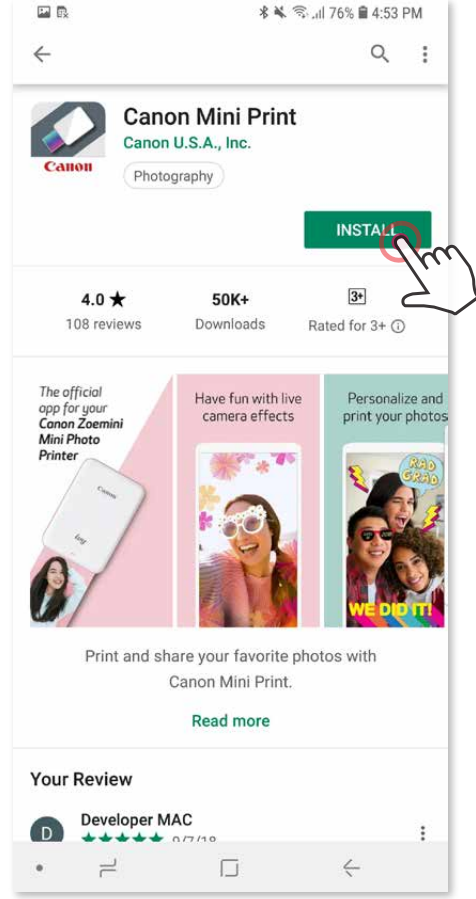 76% 4:53 PM
Canon Mini Print
Canon U.S.A., Inc.
Canon
Photography
INSTALL
4.0 ★
50K+
3+
108 reviews
Downloads
Rated for 3+
The official
app for your
Canon Zoemini
Mini Photo
Printer
Canon
Have fun with live
camera effects
Personalize and
print your photos
RAD
GRAD
WE DID IT!
Print and share your favorite photos with
Canon Mini Print.
Read more
Your Review
D
Developer MAC
★★★★★ 9/7/18